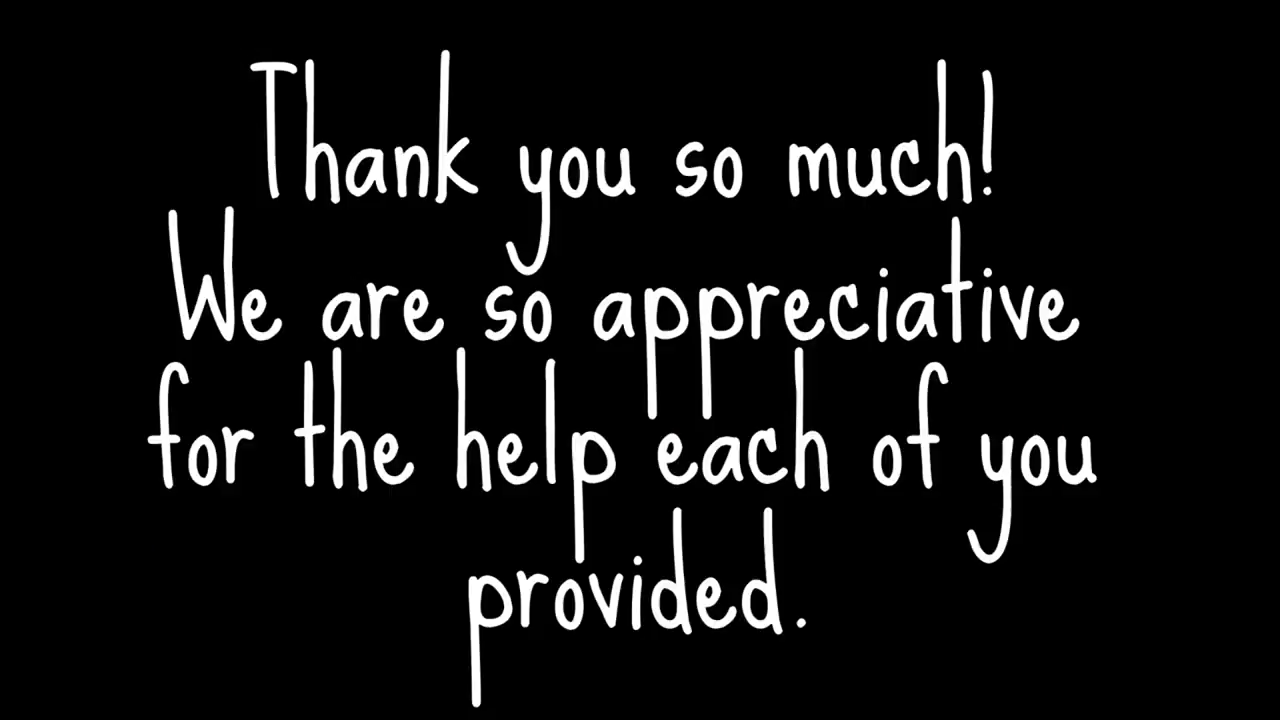 Thank you so much!
We are so appreciative
for the help each of you
provided.